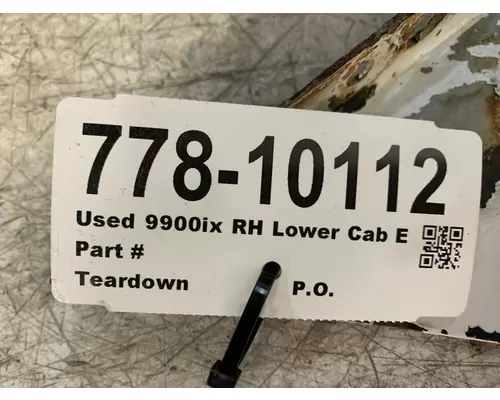 778-10112
Used 9900ix RH Lower Cab E
Part #
Teardown P.O.